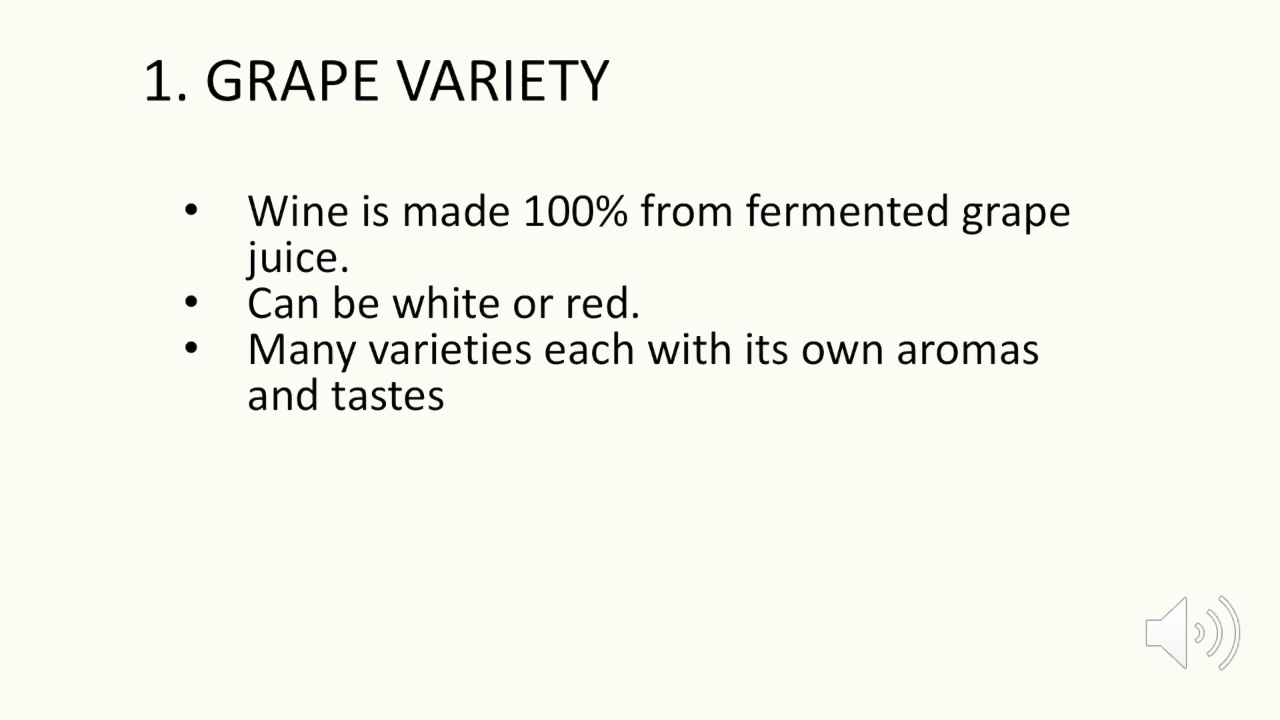 1. GRAPE VARIETY
• Wine is made 100% from fermented grape
juice.
• Can be white or red.
• Many varieties each with its own aromas
and tastes